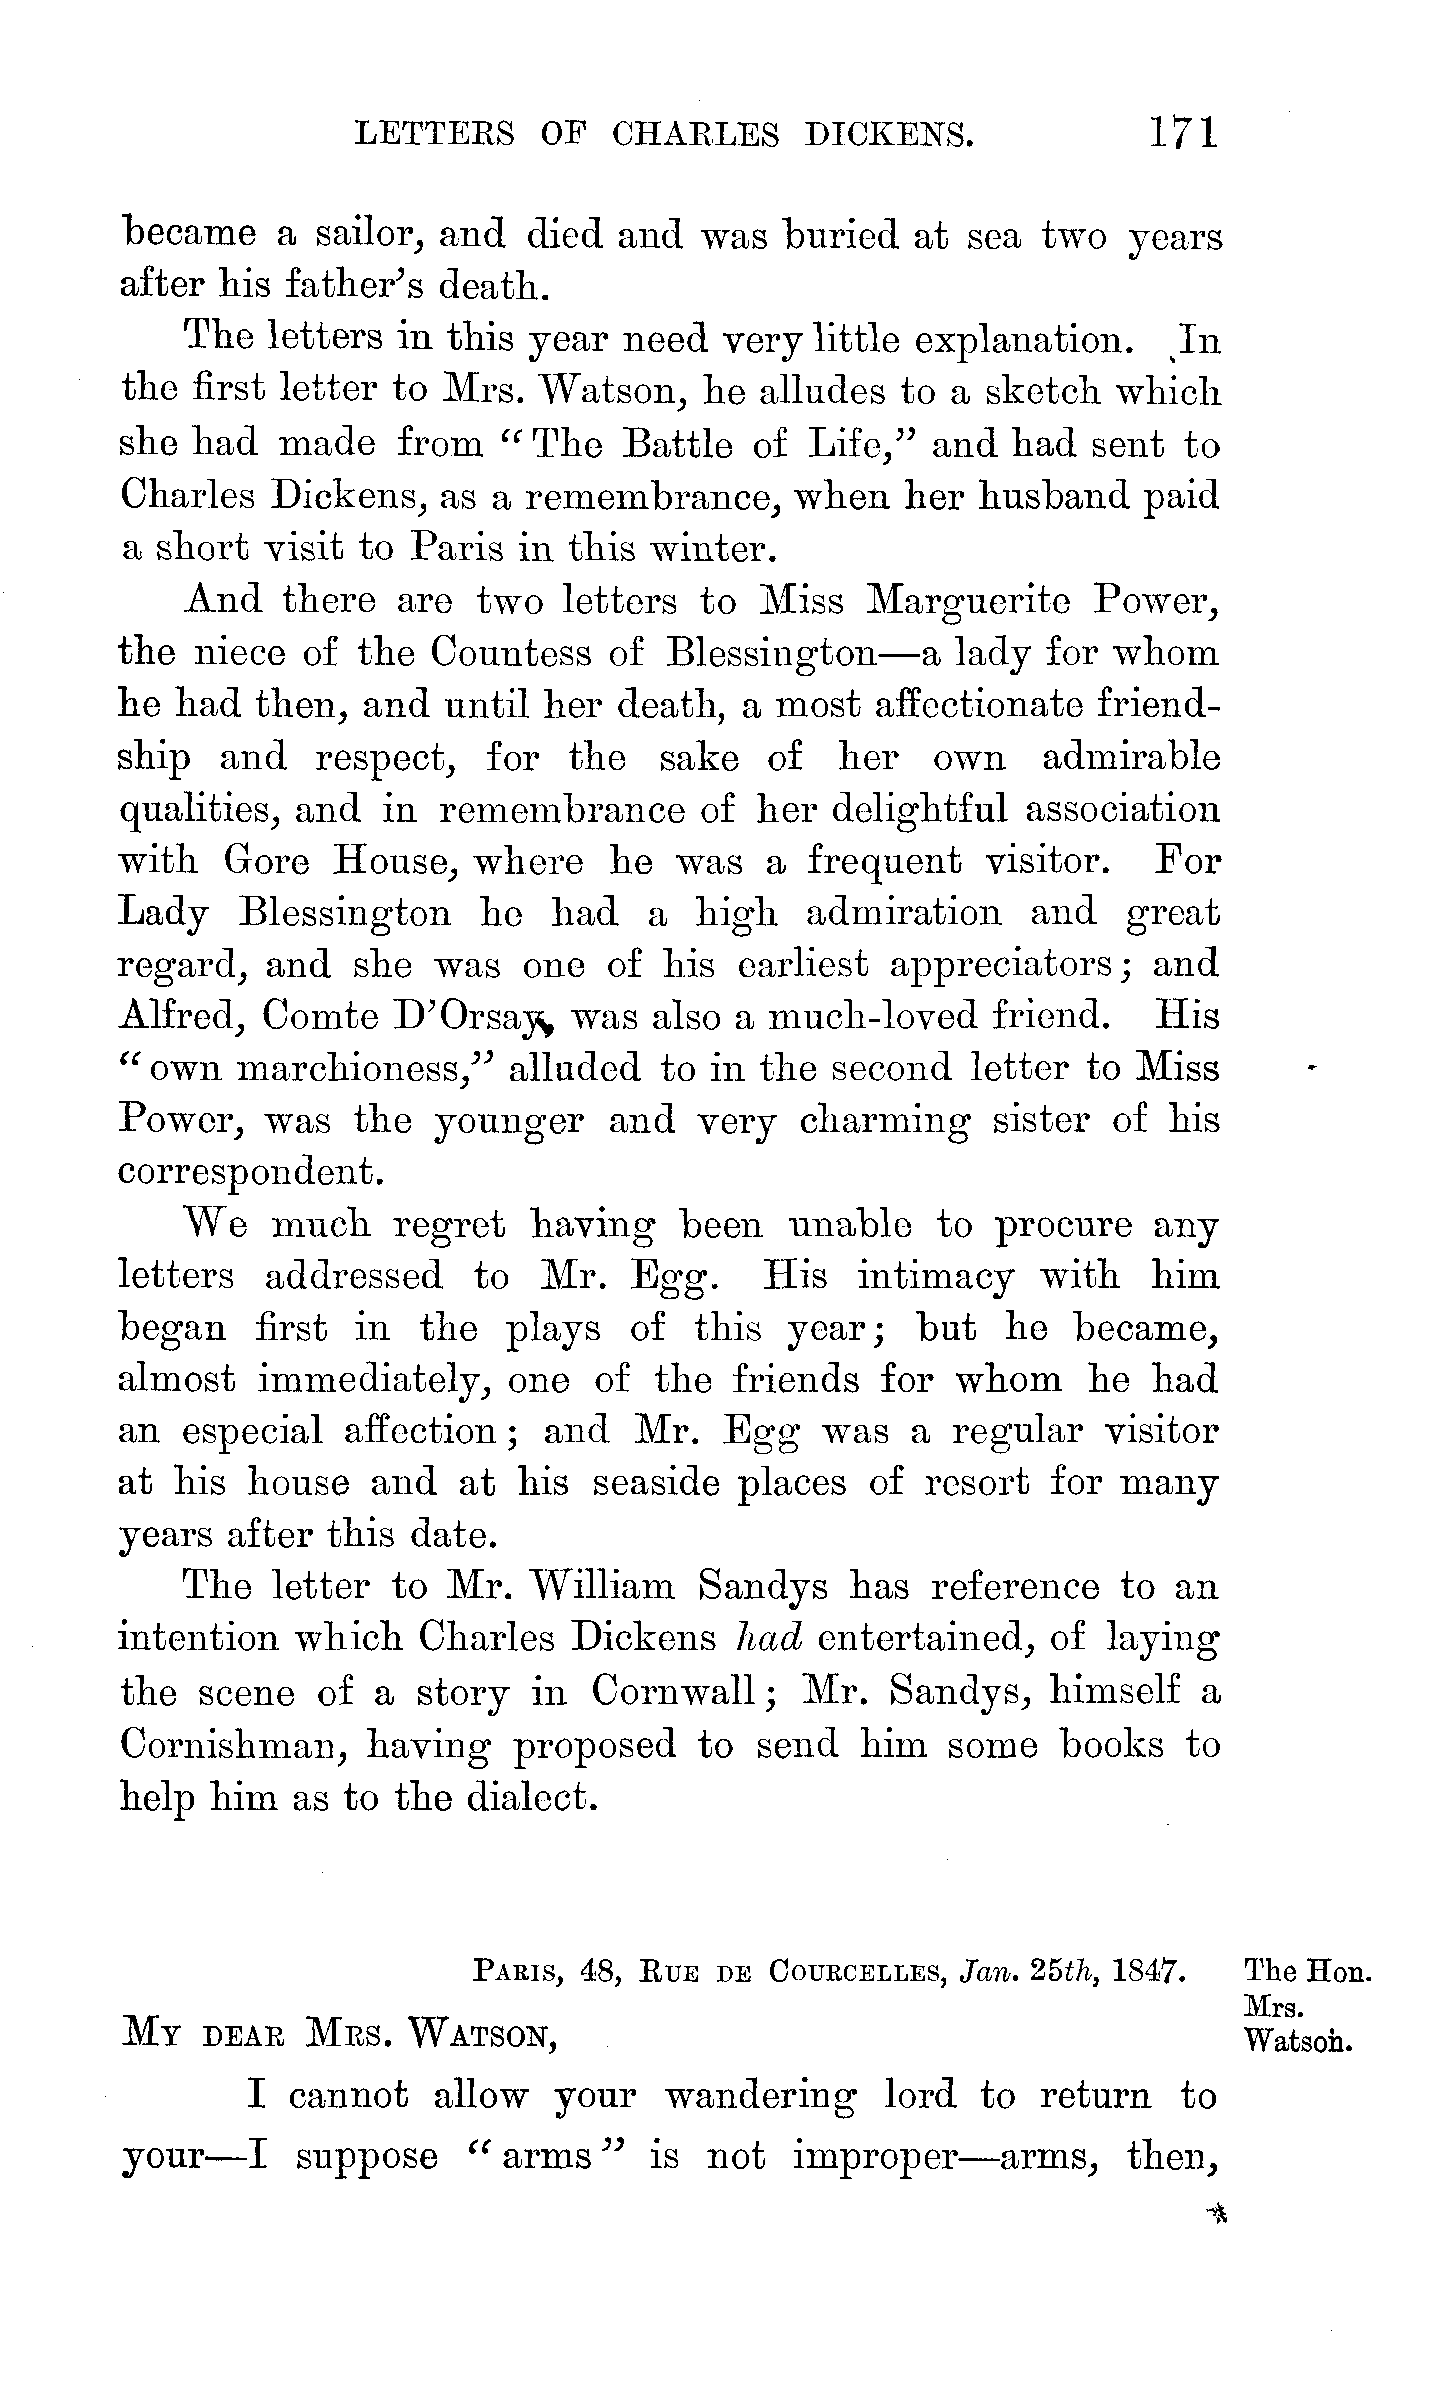 LETTERS OF CHARLES DICKENS. 171
became a sailor, and died and was buried at sea two years
after his father's death.
The letters in this year need very little explanation. In
the first letter to Mrs. Watson, he alludes to a sketch which
she had made from "The Battle of Life," and had sent to
Charles Dickens, as a remembrance, when her husband paid
a short visit to Paris in this winter.
And there are two letters to Miss Marguerite Power,
the niece of the Countess of Blessington—a lady for whom
he had then, and until her death, a most affectionate friend-
ship and respect, for the sake of her own admirable
qualities, and in remembrance of her delightful association
with Gore House, where he was a frequent visitor. For
Lady Blessington he had a high admiration and great
regard, and she was one of his earliest appreciators; and
Alfred, Comte D'Orsay, was also a much-loved friend. His
"own marchioness," alluded to in the second letter to Miss
Power, was the younger and very charming sister of his
correspondent.
We much regret having been unable to procure any
letters addressed to Mr. Egg. His intimacy with him
began first in the plays of this year; but he became,
almost immediately, one of the friends for whom he had
an especial affection; and Mr. Egg was a regular visitor
at his house and at his seaside places of resort for many
years after this date.
The letter to Mr. William Sandys has reference to an
intention which Charles Dickens had entertained, of laying
the scene of a story in Cornwall; Mr. Sandys, himself a
Cornishman, having proposed to send him some books to
help him as to the dialect.
PARIS, 48, RUE DE COURCELLES, Jan. 25th, 1847.
The Hon.
Mrs.
Watson.
MY DEAR MRS. WATSON,
I cannot allow your wandering lord to return to
your—I suppose "arms" is not improper—arms, then,